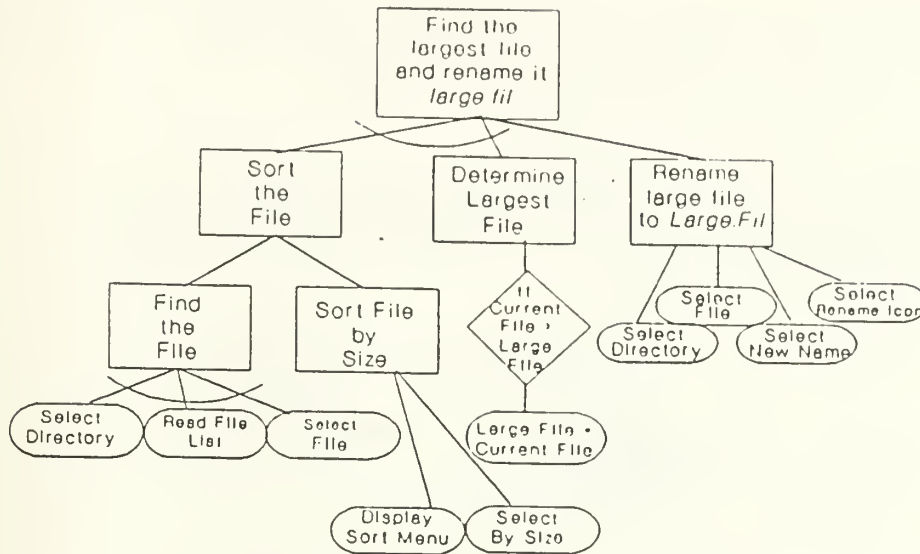 Find the
largest file
and rename it
large fil
Sort
the
File
Determine
Largest
File
Rename
large file
to Large.Fil
Find
the
File
Sort File
by
Size
If
Current
File >
Large
File
Select
File
Select
Rename Icon
Select
Directory
Select
New Name
Select
Directory
Read File
List
Select
File
Large File =
Current File
Display
Sort Menu
Select
By Size